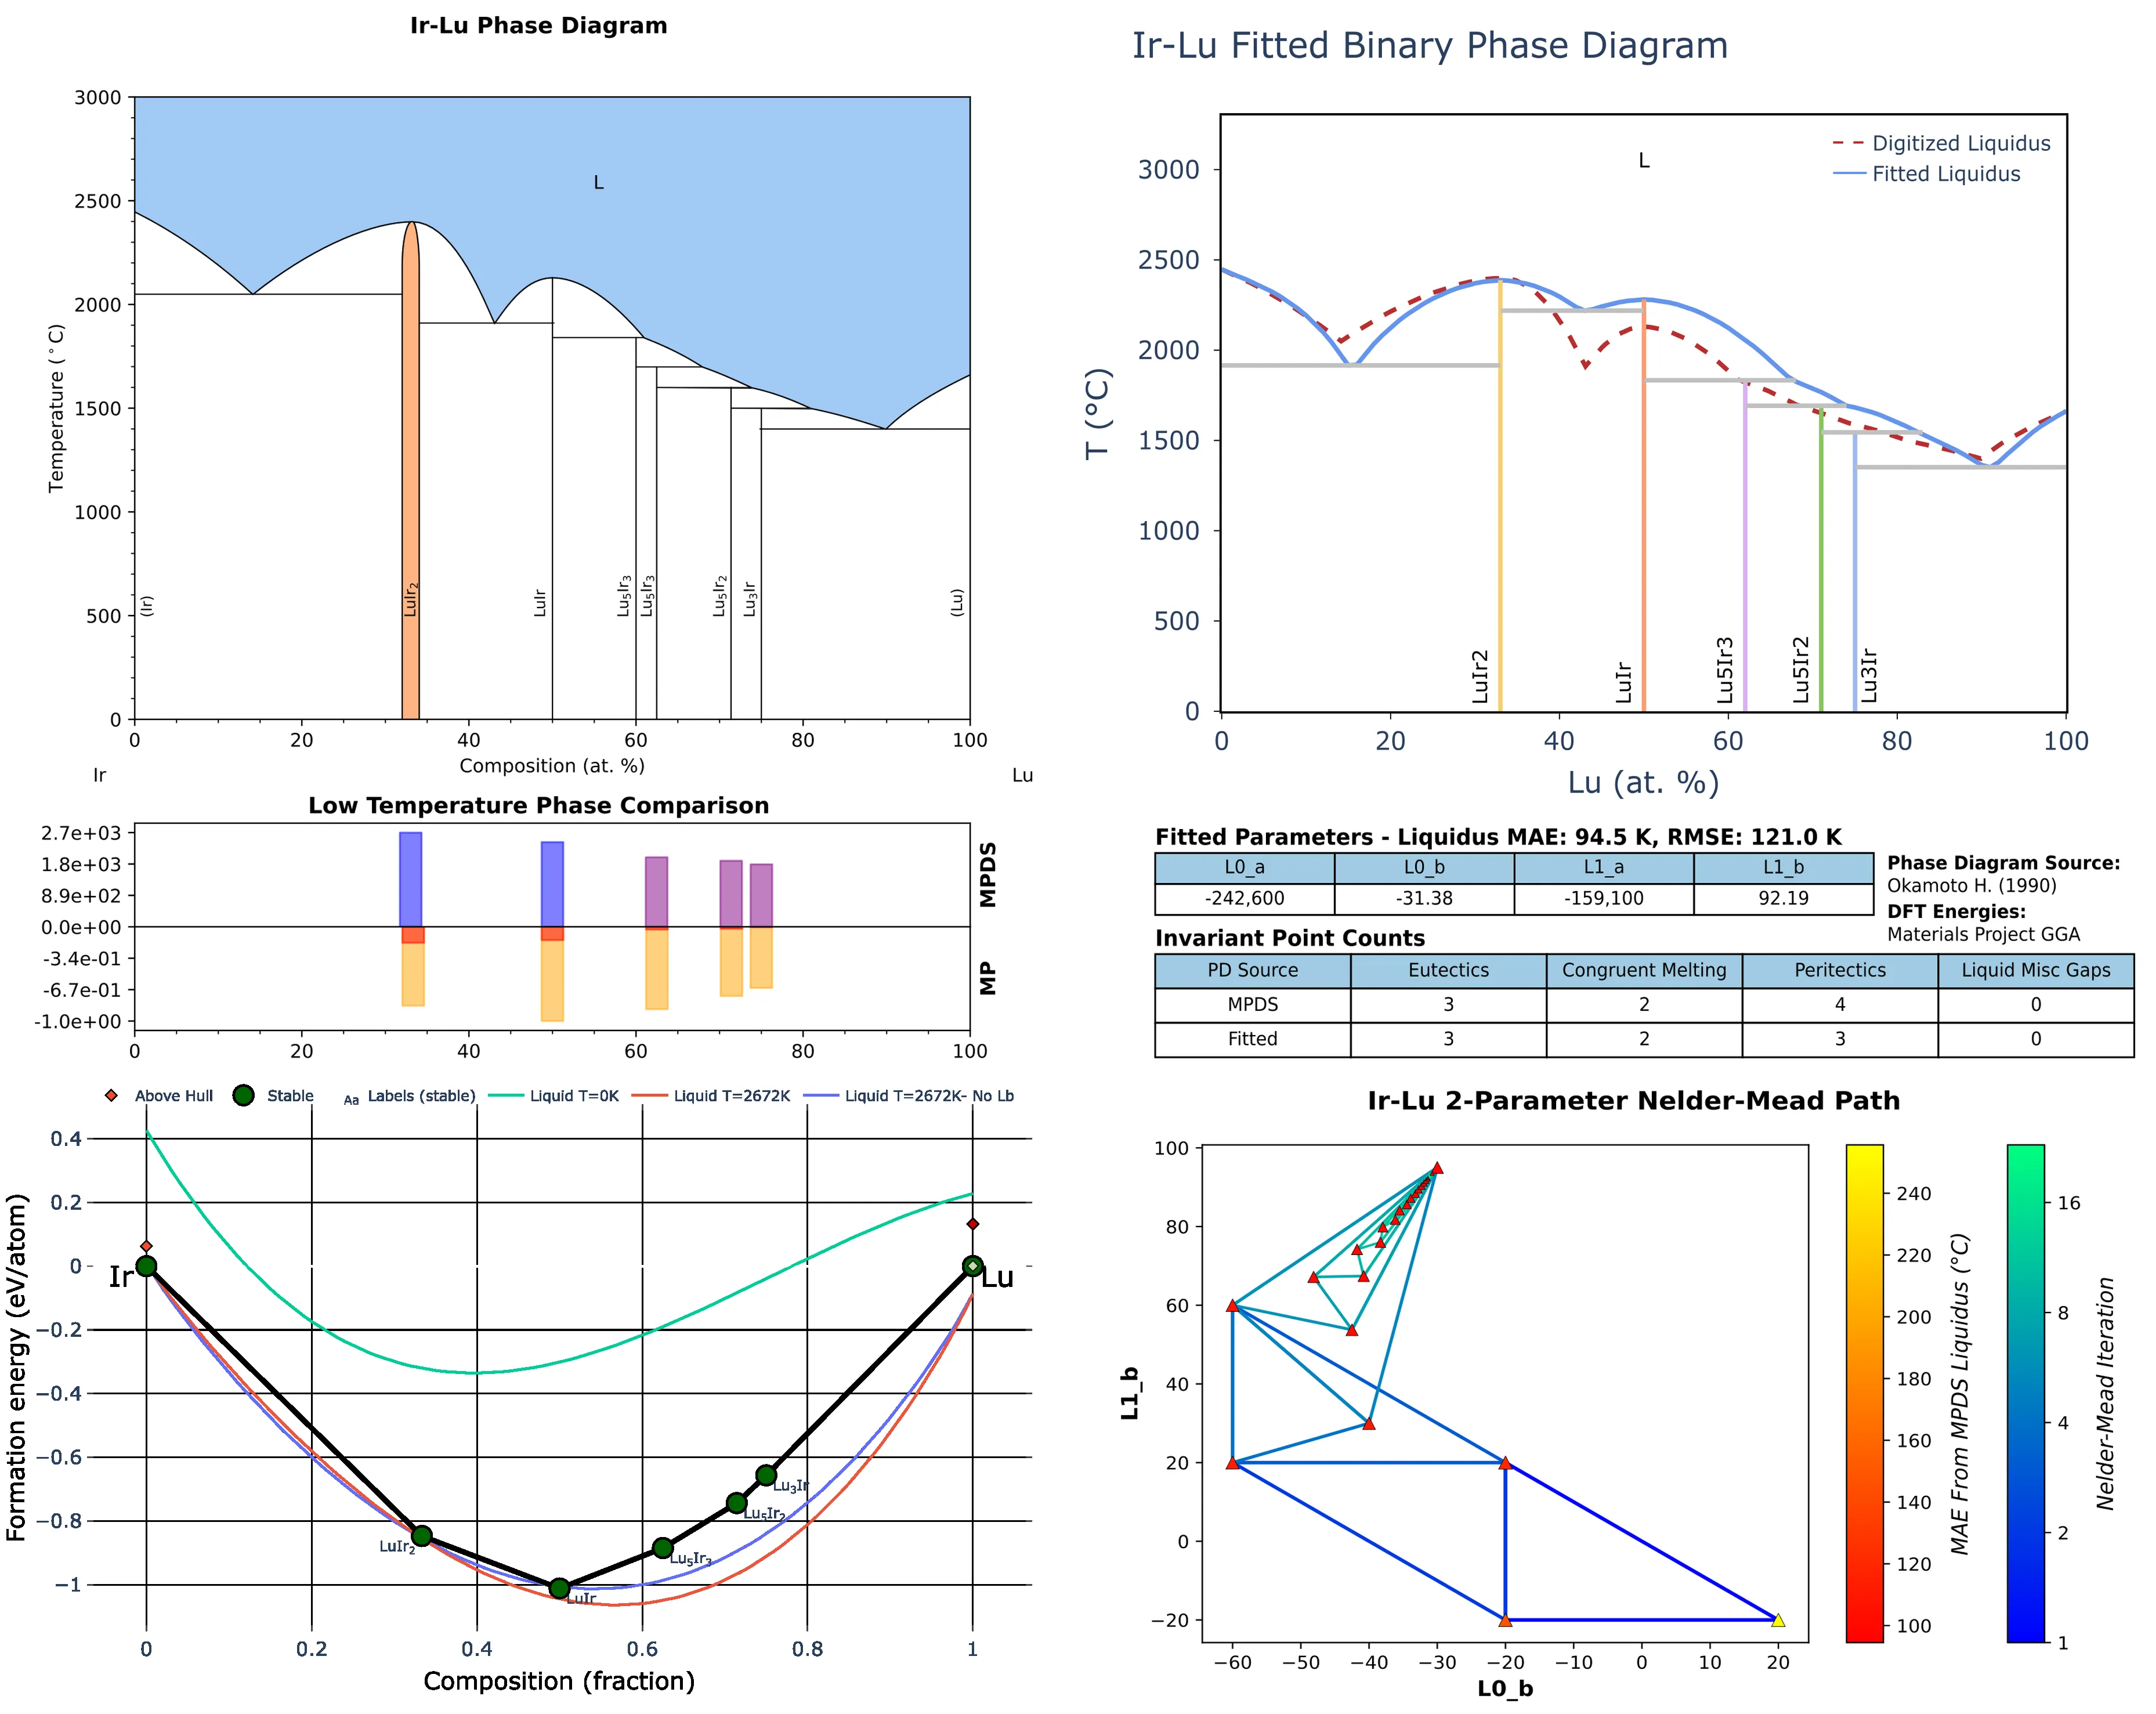 Ir-Lu Phase Diagram
3000
2500
2000
1500
1000
500
0
Temperature (°C)
L
(Ir)
LuIr2
LuIr
Lu5Ir3
Lu5Ir3
Lu5Ir2
Lu3Ir
(Lu)
0 20 40 60 80 100
Composition (at. %)
Ir Lu
Ir-Lu Fitted Binary Phase Diagram
3000
2500
2000
1500
1000
500
0
T (°C)
L
Digitized Liquidus
Fitted Liquidus
LuIr2
LuIr
Lu5Ir3
Lu5Ir2
Lu3Ir
0 20 40 60 80 100
Lu (at. %)
Low Temperature Phase Comparison
2.7e+03
1.8e+03
8.9e+02
0.0e+00
-3.4e-01
-6.7e-01
-1.0e+00
MPDS
MP
0 20 40 60 80 100
Fitted Parameters - Liquidus MAE: 94.5 K, RMSE: 121.0 K
L0_a L0_b L1_a L1_b
-242,600 -31.38 -159,100 92.19
Phase Diagram Source:
Okamoto H. (1990)
DFT Energies:
Materials Project GGA
Invariant Point Counts
PD Source Eutectics Congruent Melting Peritectics Liquid Misc Gaps
MPDS 3 2 4 0
Fitted 3 2 3 0
Above Hull Stable Aa Labels (stable) Liquid T=0K Liquid T=2672K Liquid T=2672K- No Lb
0.4
0.2
0
−0.2
−0.4
−0.6
−0.8
−1
Formation energy (eV/atom)
Ir
Lu
LuIr2
LuIr
Lu5Ir3
Lu5Ir2
Lu3Ir
0 0.2 0.4 0.6 0.8 1
Composition (fraction)
Ir-Lu 2-Parameter Nelder-Mead Path
100
80
60
40
20
0
−20
L1_b
−60 −50 −40 −30 −20 −10 0 10 20
L0_b
240
220
200
180
160
140
120
100
MAE From MPDS Liquidus (°C)
16
8
4
2
1
Nelder-Mead Iteration